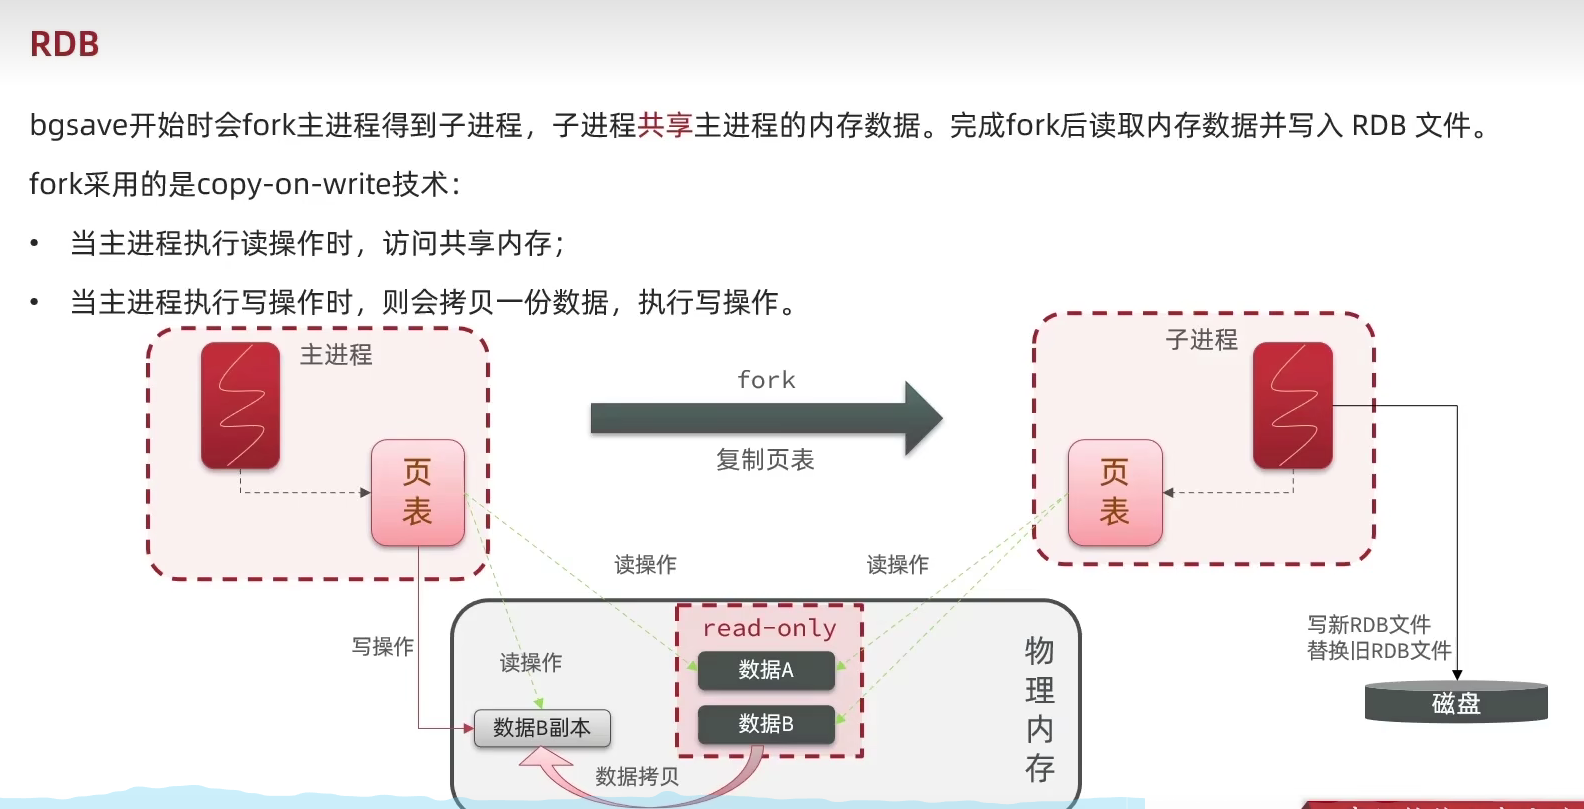 RDB
bgsave开始时会fork主进程得到子进程，子进程共享主进程的内存数据。完成fork后读取内存数据并写入 RDB 文件。
fork采用的是copy-on-write技术：
• 当主进程执行读操作时，访问共享内存；
• 当主进程执行写操作时，则会拷贝一份数据，执行写操作。
主进程
子进程
fork
复制页表
页
表
页
表
读操作
读操作
写操作
读操作
read-only
数据A
数据B
数据B副本
数据拷贝
物
理
内
存
写新RDB文件
替换旧RDB文件
磁盘